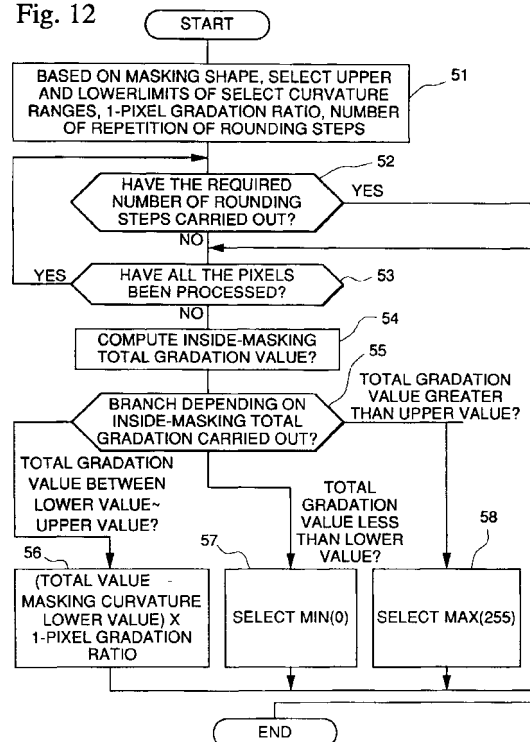 Fig. 12
START
BASED ON MASKING SHAPE, SELECT UPPER
AND LOWERLIMITS OF SELECT CURVATURE
RANGES, 1-PIXEL GRADATION RATIO, NUMBER
OF REPETITION OF ROUNDING STEPS
51
52
HAVE THE REQUIRED
NUMBER OF ROUNDING
STEPS CARRIED OUT?
YES
NO
53
YES
HAVE ALL THE PIXELS
BEEN PROCESSED?
NO
54
COMPUTE INSIDE-MASKING
TOTAL GRADATION VALUE?
55
BRANCH DEPENDING ON
INSIDE-MASKING TOTAL
GRADATION CARRIED OUT?
TOTAL GRADATION
VALUE GREATER
THAN UPPER VALUE?
TOTAL GRADATION
VALUE BETWEEN
LOWER VALUE~
UPPER VALUE?
TOTAL
GRADATION
VALUE LESS
THAN LOWER
VALUE?
56
(TOTAL VALUE -
MASKING CURVATURE
LOWER VALUE) X
1-PIXEL GRADATION
RATIO
57
SELECT MIN(0)
58
SELECT MAX(255)
END